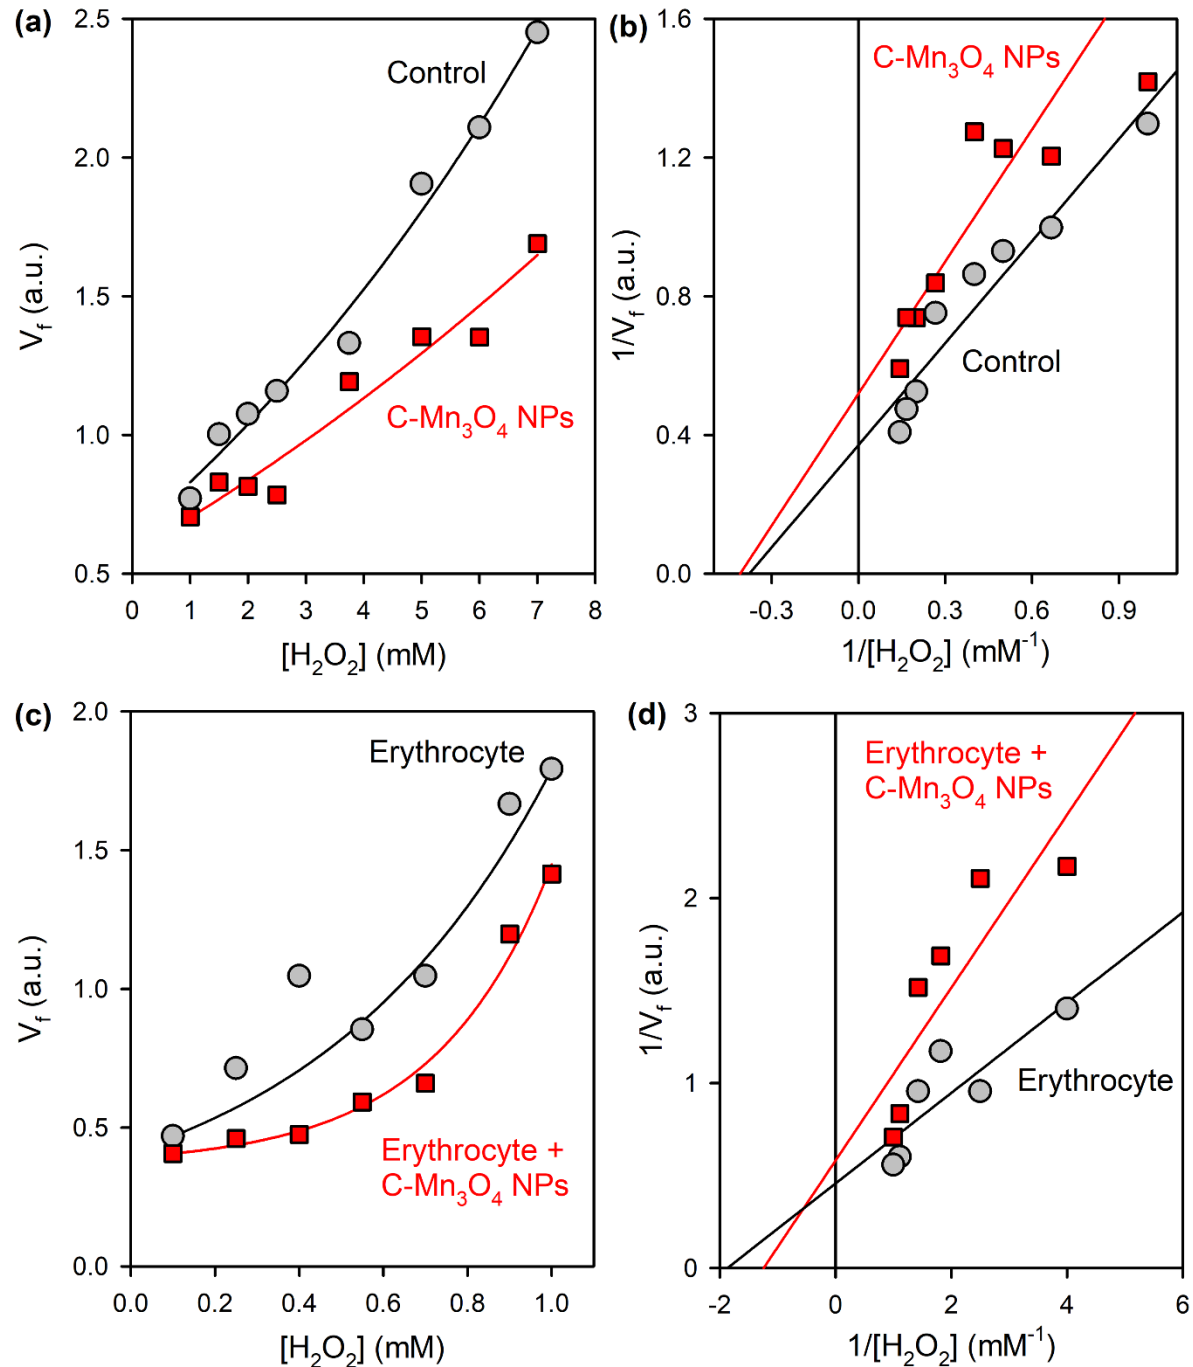 (a)
2.5
2.0
1.5
1.0
0.5
V_f (a.u.)
Control
C-Mn₃O₄ NPs
0 1 2 3 4 5 6 7 8
[H₂O₂] (mM)
(b)
1.6
1.2
0.8
0.4
0.0
1/V_f (a.u.)
C-Mn₃O₄ NPs
Control
-0.3 0.0 0.3 0.6 0.9
1/[H₂O₂] (mM⁻¹)
(c)
2.0
1.5
1.0
0.5
0.0
V_f (a.u.)
Erythrocyte
Erythrocyte +
C-Mn₃O₄ NPs
0.0 0.2 0.4 0.6 0.8 1.0
[H₂O₂] (mM)
(d)
3
2
1
0
1/V_f (a.u.)
Erythrocyte +
C-Mn₃O₄ NPs
Erythrocyte
-2 0 2 4 6
1/[H₂O₂] (mM⁻¹)